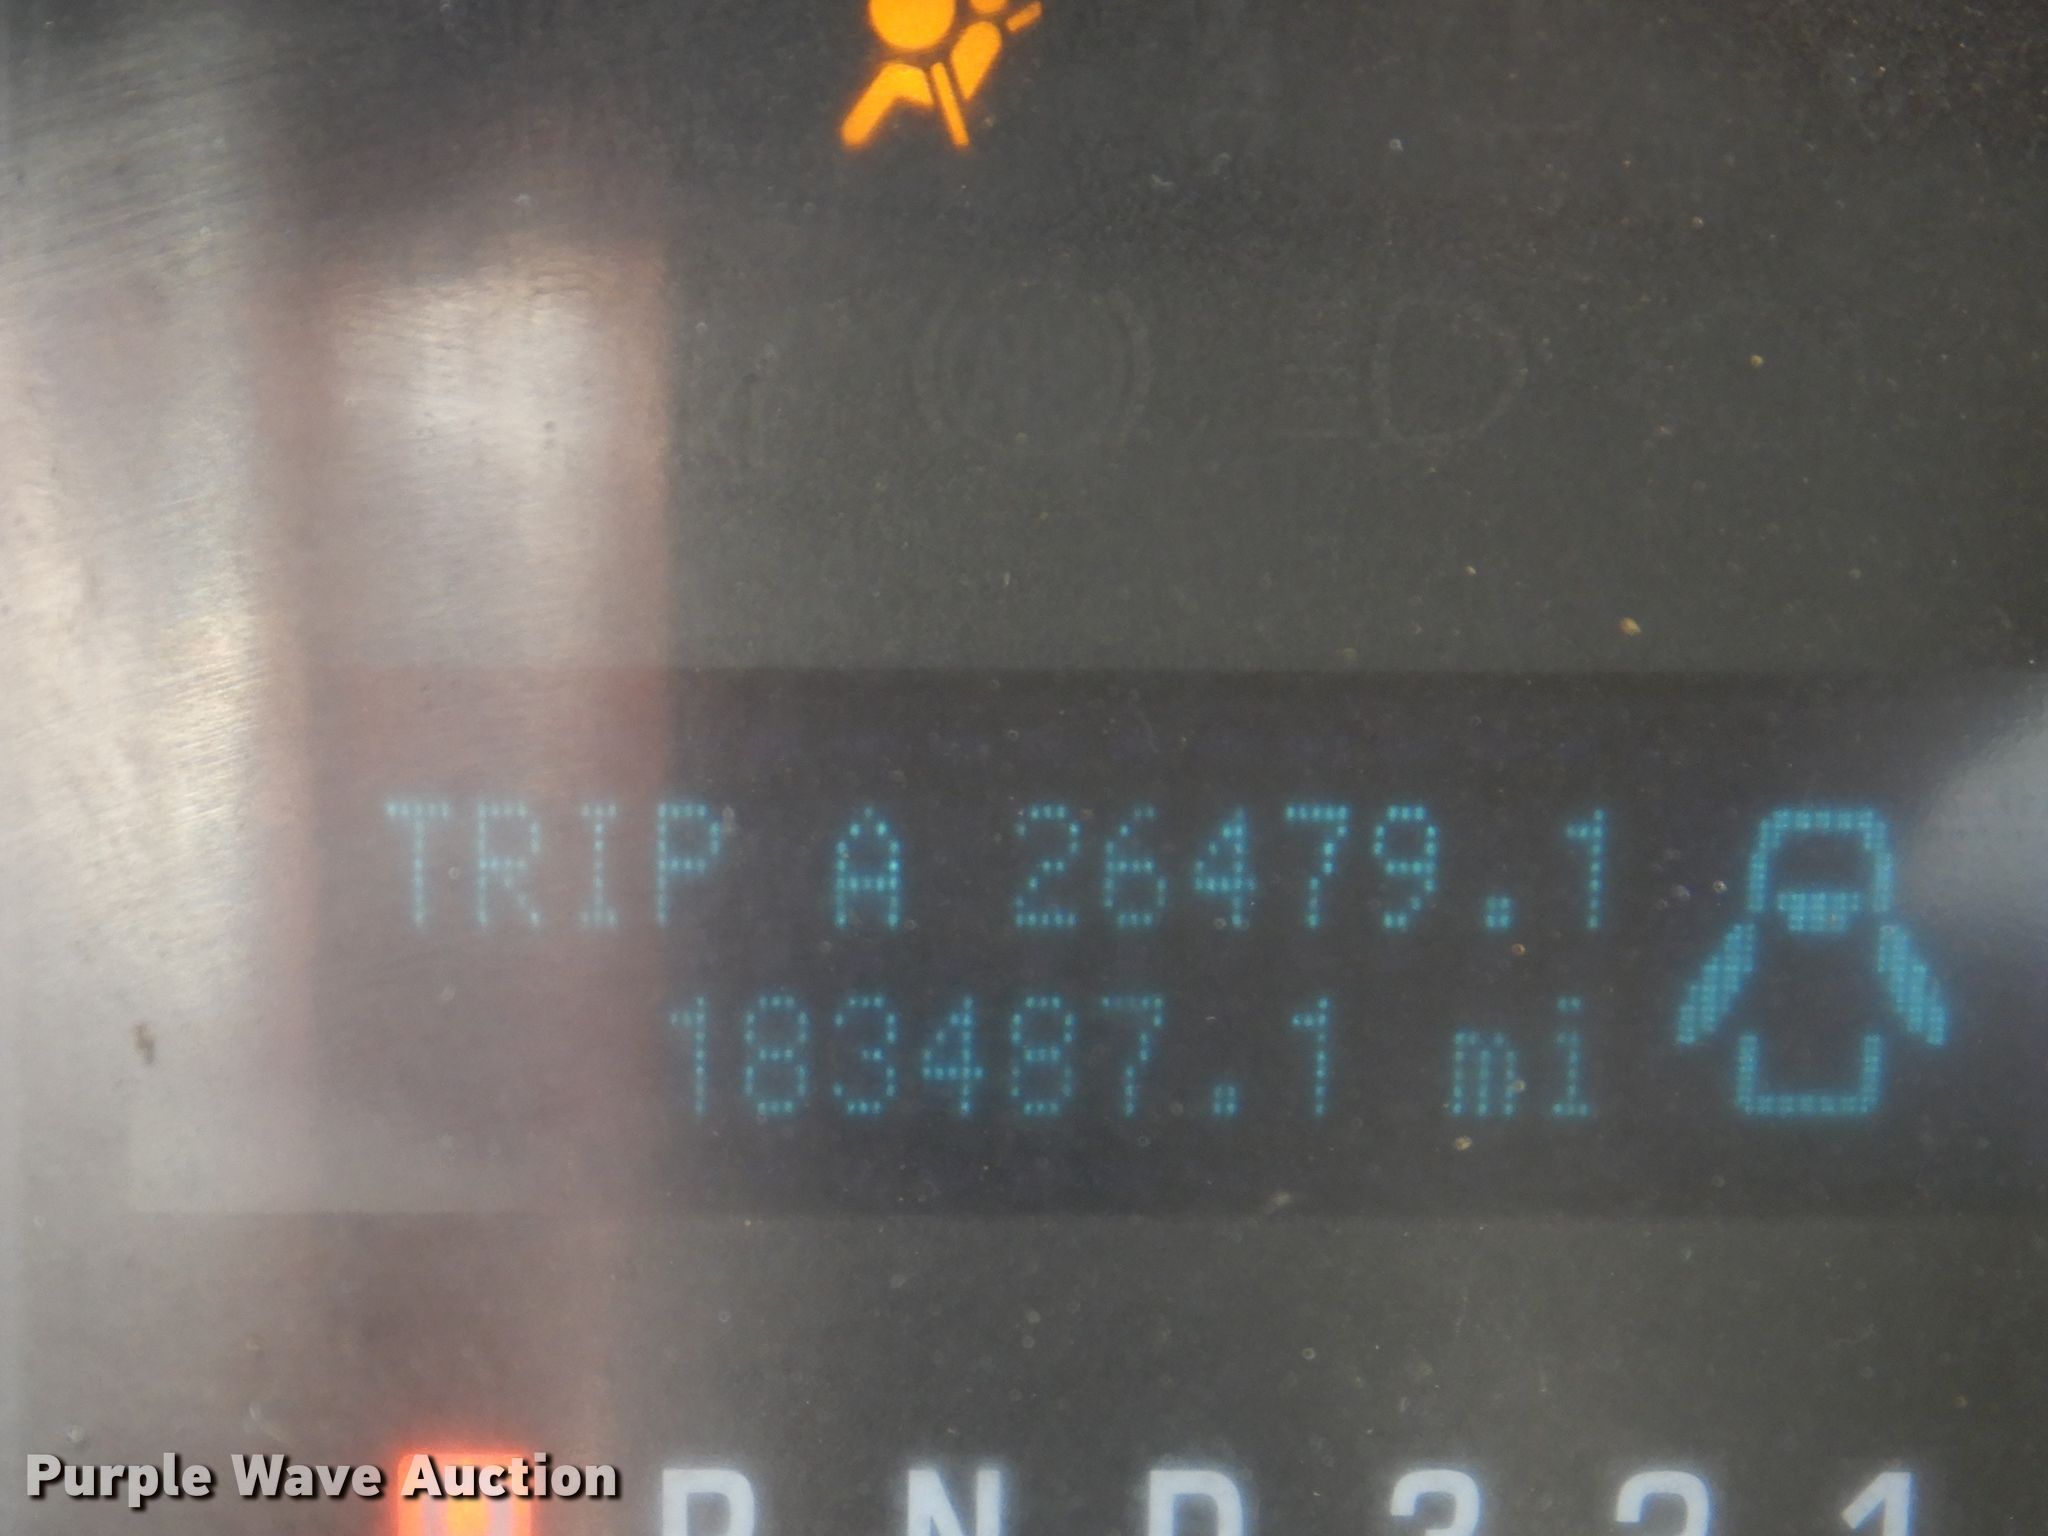 TRIP A 26479.1
183487.1 mi
P R N D 3 2 1
Purple Wave Auction